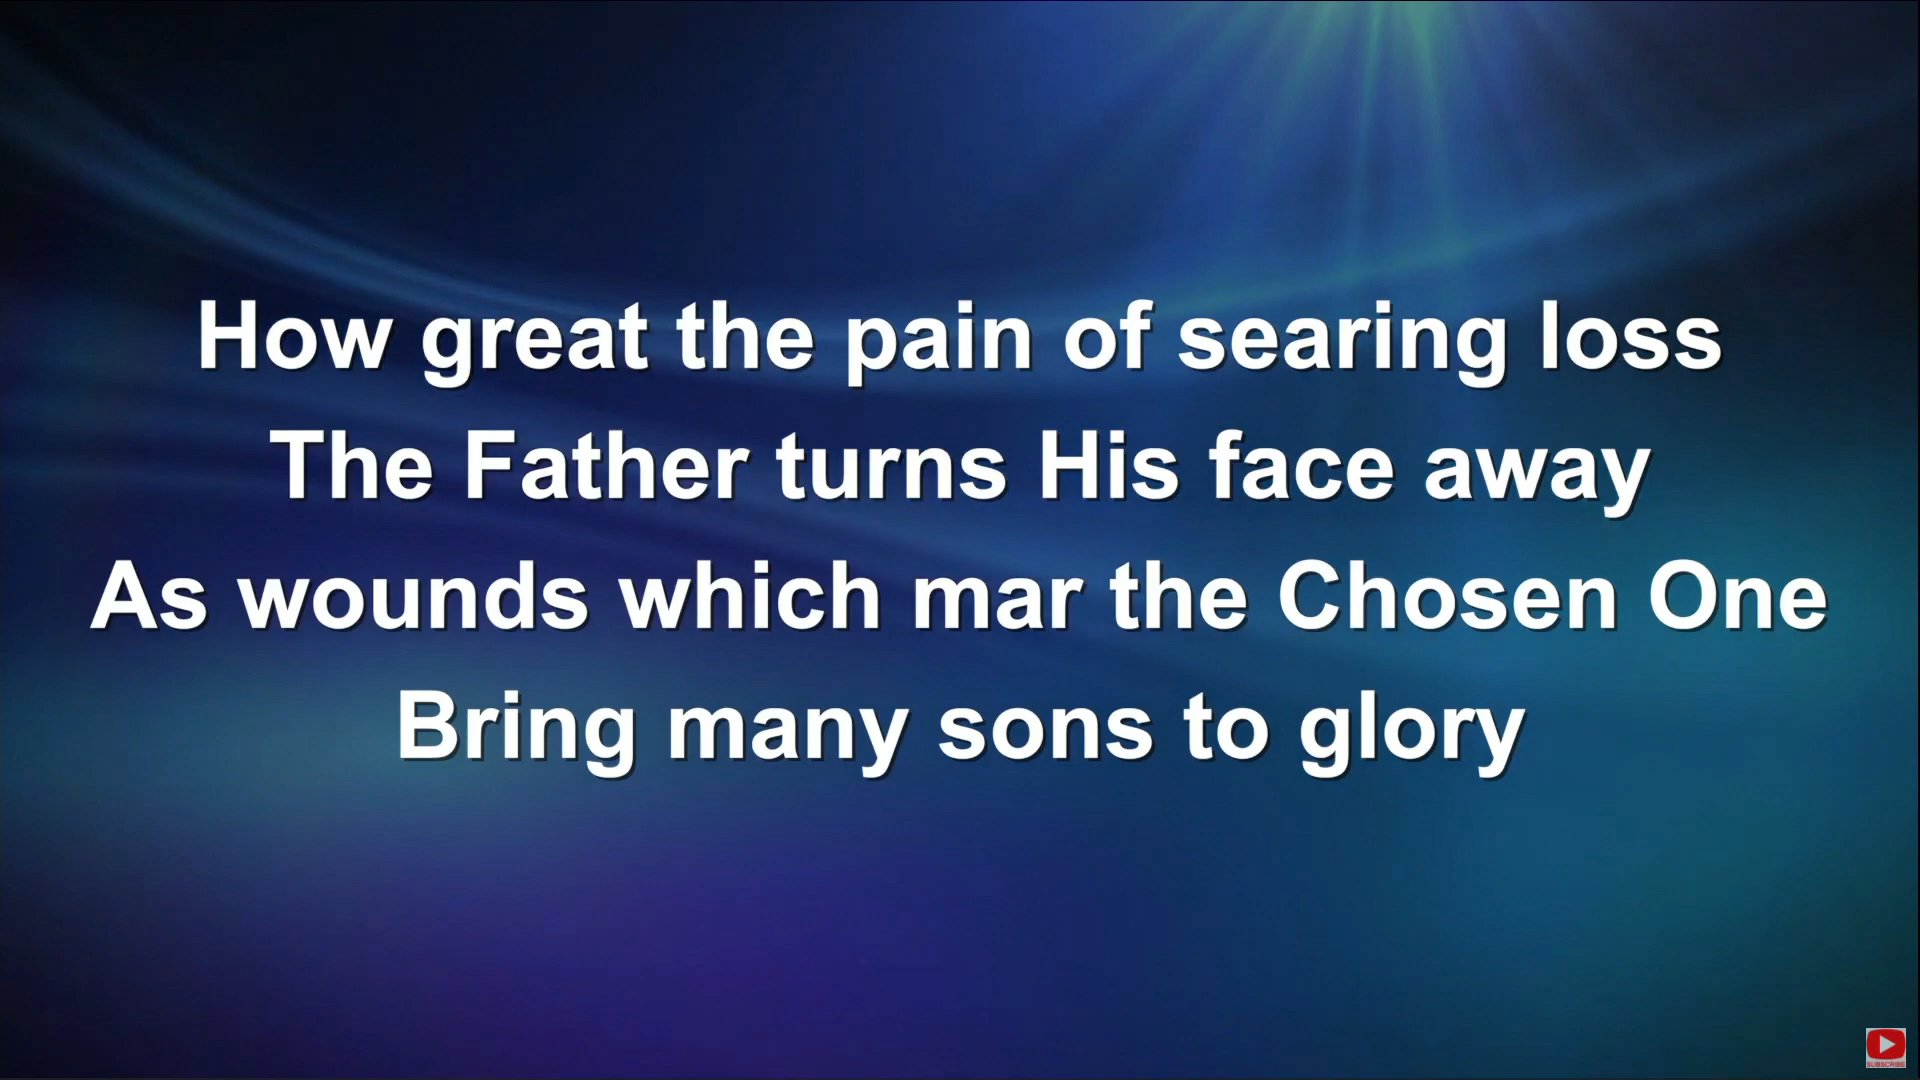 How great the pain of searing loss
The Father turns His face away
As wounds which mar the Chosen One
Bring many sons to glory
SUBSCRIBE